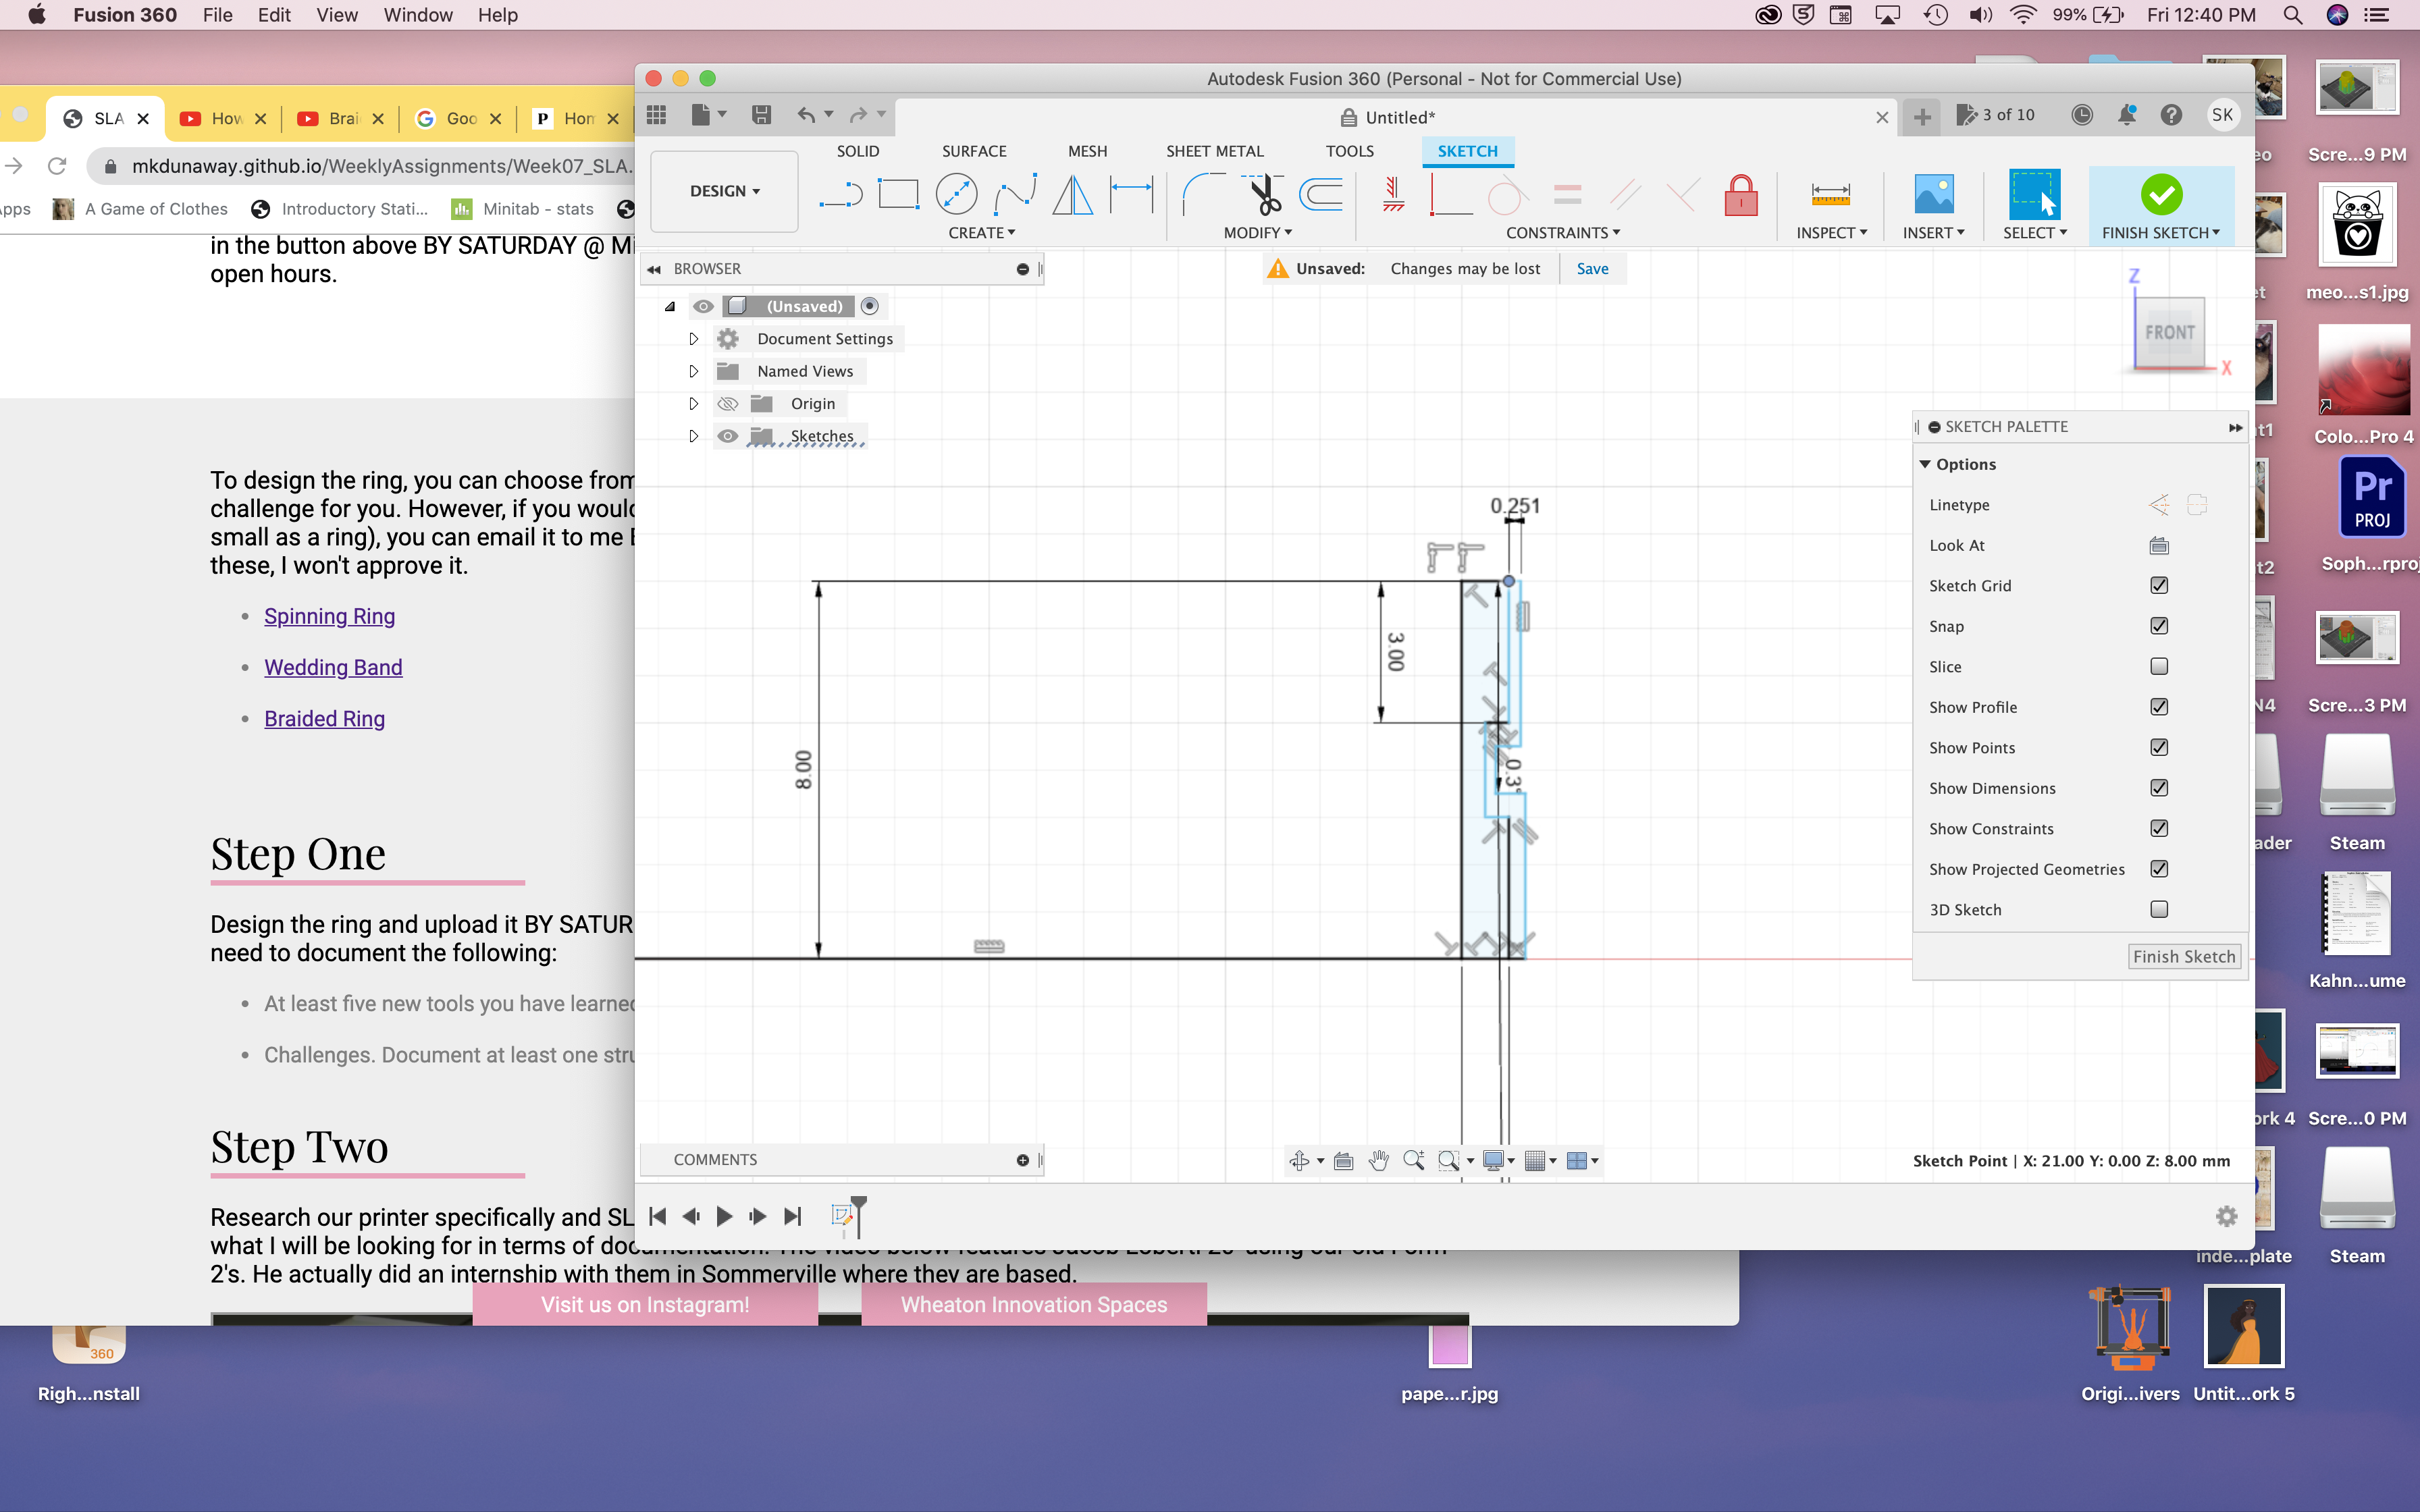 Fusion 360 File Edit View Window Help
99% Fri 12:40 PM
SLA How Brai Goo P Hom
mkdunaway.github.io/WeeklyAssignments/Week07_SLA.
pps A Game of Clothes Introductory Stati... Minitab - stats
in the button above BY SATURDAY @ Mi
open hours.
To design the ring, you can choose from
challenge for you. However, if you would
small as a ring), you can email it to me
these, I won't approve it.
• Spinning Ring
• Wedding Band
• Braided Ring
Step One
Design the ring and upload it BY SATUR
need to document the following:
• At least five new tools you have learned
• Challenges. Document at least one stru
Step Two
Research our printer specifically and SL
what I will be looking for in terms of documentation. The video below features Jacob
2's. He actually did an internship with them in Sommerville where they are based.
Visit us on Instagram!
Wheaton Innovation Spaces
Autodesk Fusion 360 (Personal - Not for Commercial Use)
Untitled*
3 of 10
SK
DESIGN
SOLID SURFACE MESH SHEET METAL TOOLS SKETCH
CREATE MODIFY CONSTRAINTS INSPECT INSERT SELECT FINISH SKETCH
BROWSER
Unsaved: Changes may be lost Save
(Unsaved)
Document Settings
Named Views
Origin
Sketches
Z
FRONT
X
0.251
3.00
8.00
SKETCH PALETTE
Options
Linetype
Look At
Sketch Grid
Snap
Slice
Show Profile
Show Points
Show Dimensions
Show Constraints
Show Projected Geometries
3D Sketch
Finish Sketch
COMMENTS
Sketch Point | X: 21.00 Y: 0.00 Z: 8.00 mm
eo
Scre...9 PM
et
meo...s1.jpg
t1
Colo...Pro 4
Pr
PROJ
t2
Soph...rproj
N4
Scre...3 PM
ader
Steam
Kahn...ume
ork 4
Scre...0 PM
inde...plate
Steam
360
Righ...nstall
pape...r.jpg
Origi...ivers
Untit...ork 5